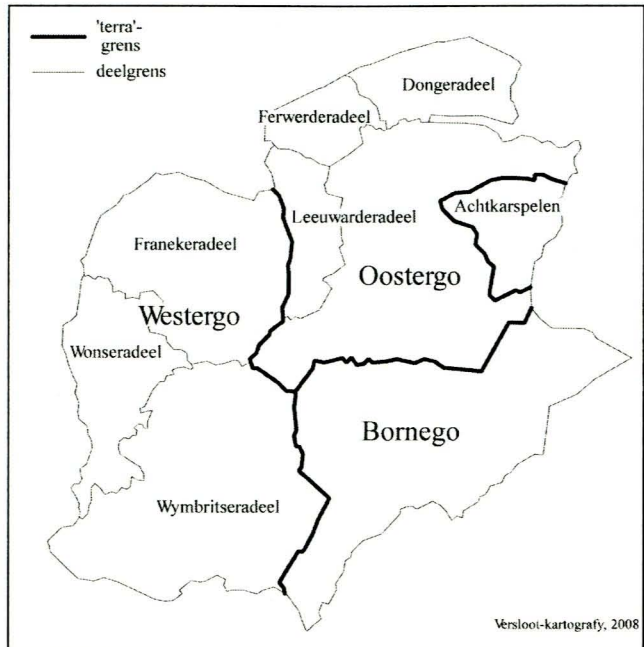 'terra'-
grens
deelgrens
Dongeradeel
Ferwerderadeel
Achtkarspelen
Leeuwarderadeel
Franekeradeel
Oostergo
Westergo
Wonseradeel
Bornego
Wymbritseradeel
Versloot-kartografy, 2008